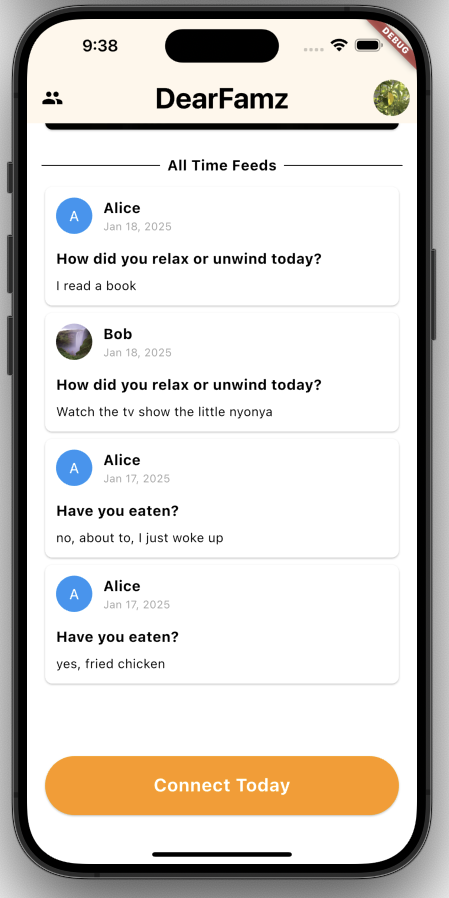 9:38
DEBUG
DearFamz
All Time Feeds
A
Alice
Jan 18, 2025
How did you relax or unwind today?
I read a book
Bob
Jan 18, 2025
How did you relax or unwind today?
Watch the tv show the little nyonya
A
Alice
Jan 17, 2025
Have you eaten?
no, about to, I just woke up
A
Alice
Jan 17, 2025
Have you eaten?
yes, fried chicken
Connect Today